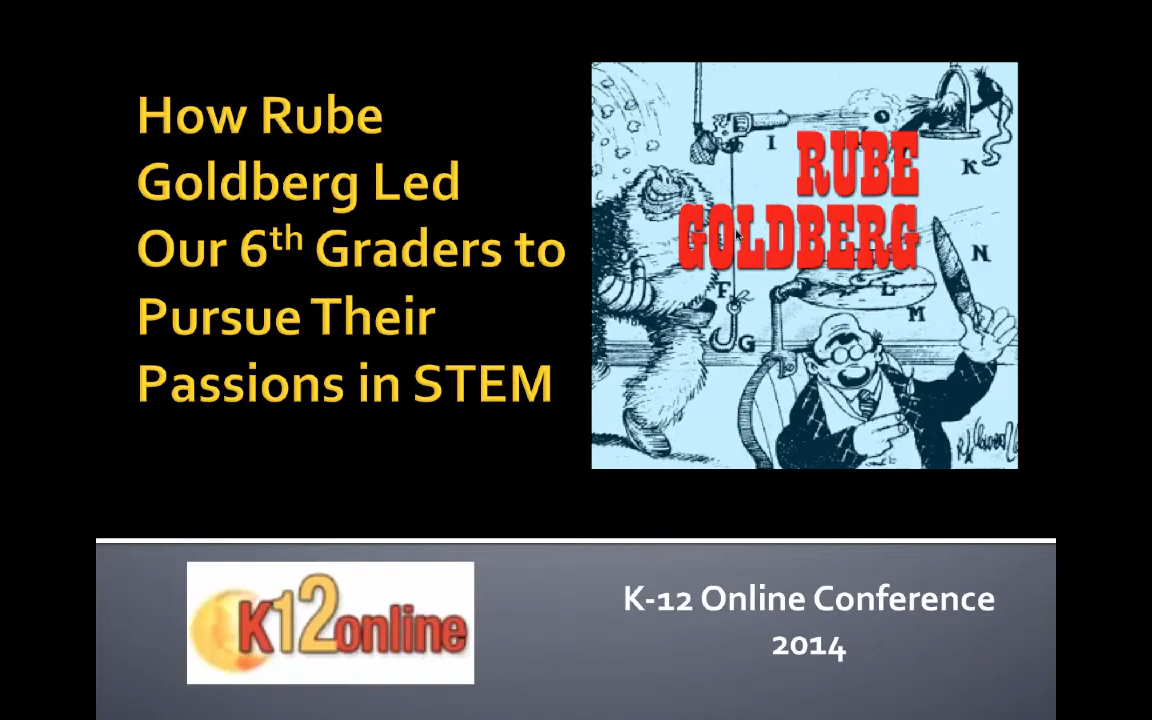 How Rube
Goldberg Led
Our 6th Graders to
Pursue Their
Passions in STEM
RUBE
GOLDBERG
I
K
N
L
M
F
G
K12online
K-12 Online Conference
2014